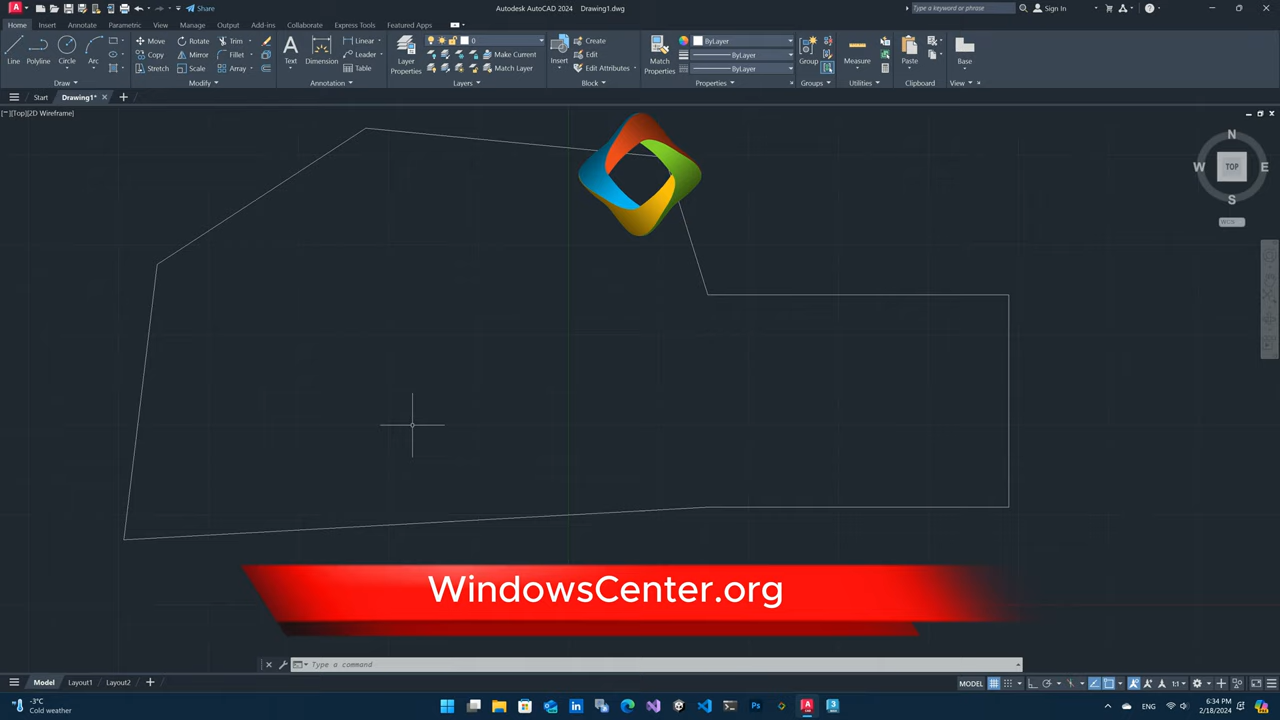 Share
Autodesk AutoCAD 2024 Drawing1.dwg
Type a keyword or phrase
Sign In
Home Insert Annotate Parametric View Manage Output Add-ins Collaborate Express Tools Featured Apps
Line Polyline Circle Arc
Move Rotate Trim
Copy Mirror Fillet
Stretch Scale Array
Text Dimension
Linear
Leader
Table
Layer
Properties
0
Make Current
Match Layer
Insert
Create
Edit
Edit Attributes
Match
Properties
ByLayer
ByLayer
ByLayer
Group
Measure
Paste
Base
Draw Modify Annotation Layers Block Properties Groups Utilities Clipboard View
Start Drawing1*
[−][Top][2D Wireframe]
N
W TOP E
S
WCS
WindowsCenter.org
Type a command
Model Layout1 Layout2
MODEL
1:1
-3°C
Cold weather
ENG
6:34 PM
2/18/2024